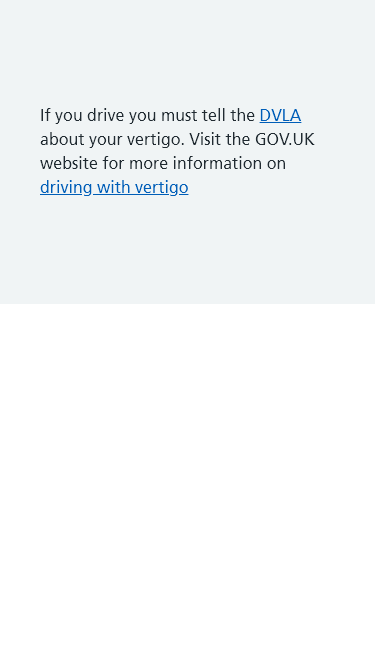 If you drive you must tell the DVLA
about your vertigo. Visit the GOV.UK
website for more information on
driving with vertigo